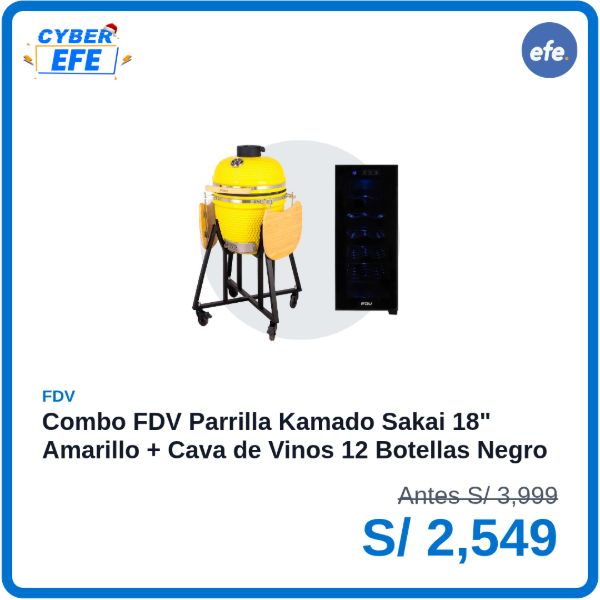 CYBER
EFE
efe.
FDV
FDV
Combo FDV Parrilla Kamado Sakai 18"
Amarillo + Cava de Vinos 12 Botellas Negro
Antes S/ 3,999
S/ 2,549